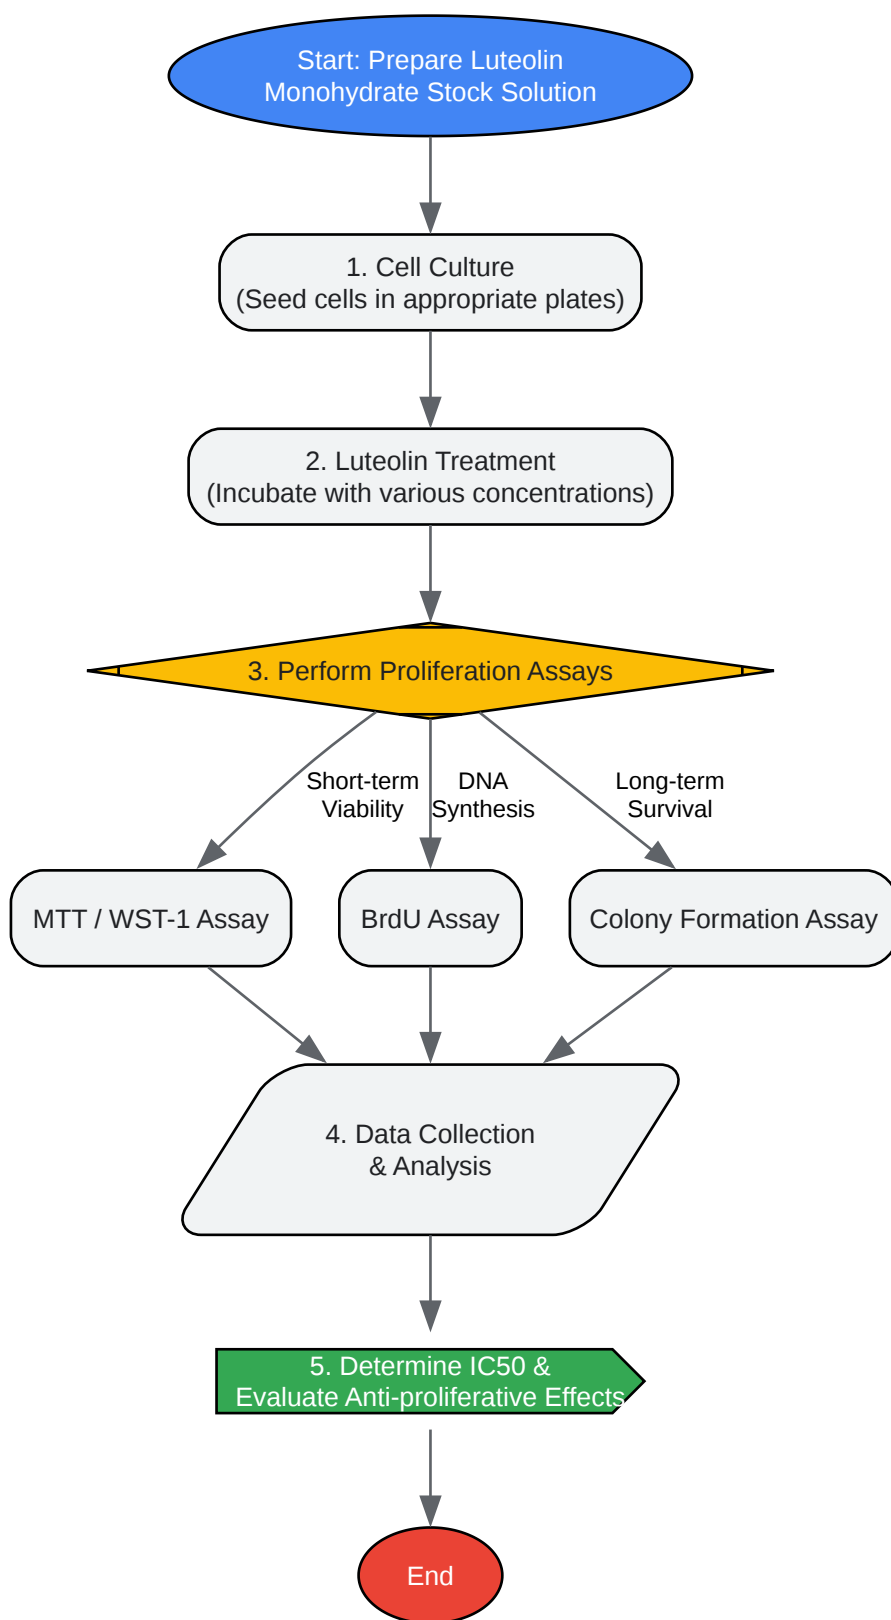 Start: Prepare Luteolin
Monohydrate Stock Solution
1. Cell Culture
(Seed cells in appropriate plates)
2. Luteolin Treatment
(Incubate with various concentrations)
3. Perform Proliferation Assays
Short-term
Viability
DNA
Synthesis
Long-term
Survival
MTT / WST-1 Assay
BrdU Assay
Colony Formation Assay
4. Data Collection
& Analysis
5. Determine IC50 &
Evaluate Anti-proliferative Effects
End